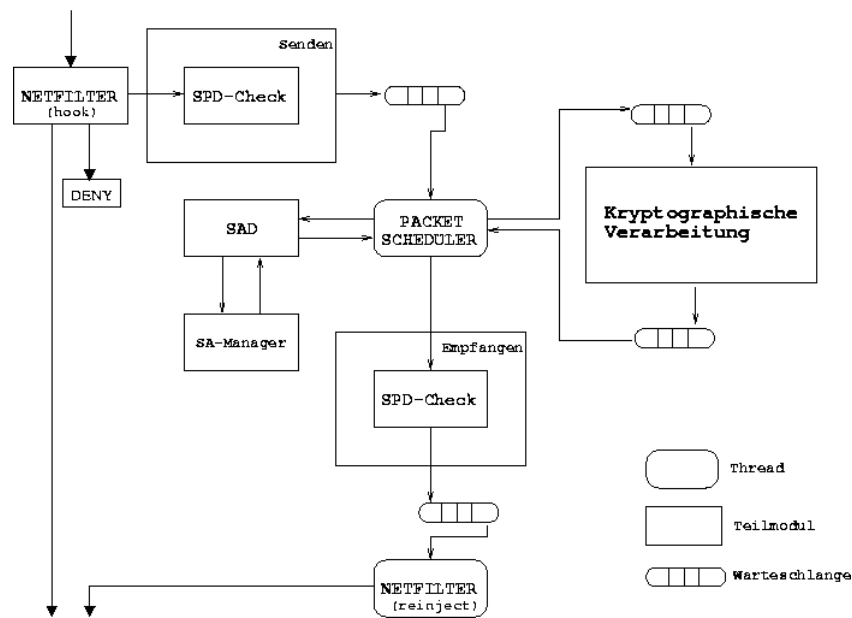 Senden
NETFILTER
(hook)
SPD-Check
DENY
SAD
PACKET
SCHEDULER
Kryptographische
Verarbeitung
SA-Manager
Empfangen
SPD-Check
Thread
Teilmodul
Warteschlange
NETFILTER
(reinject)